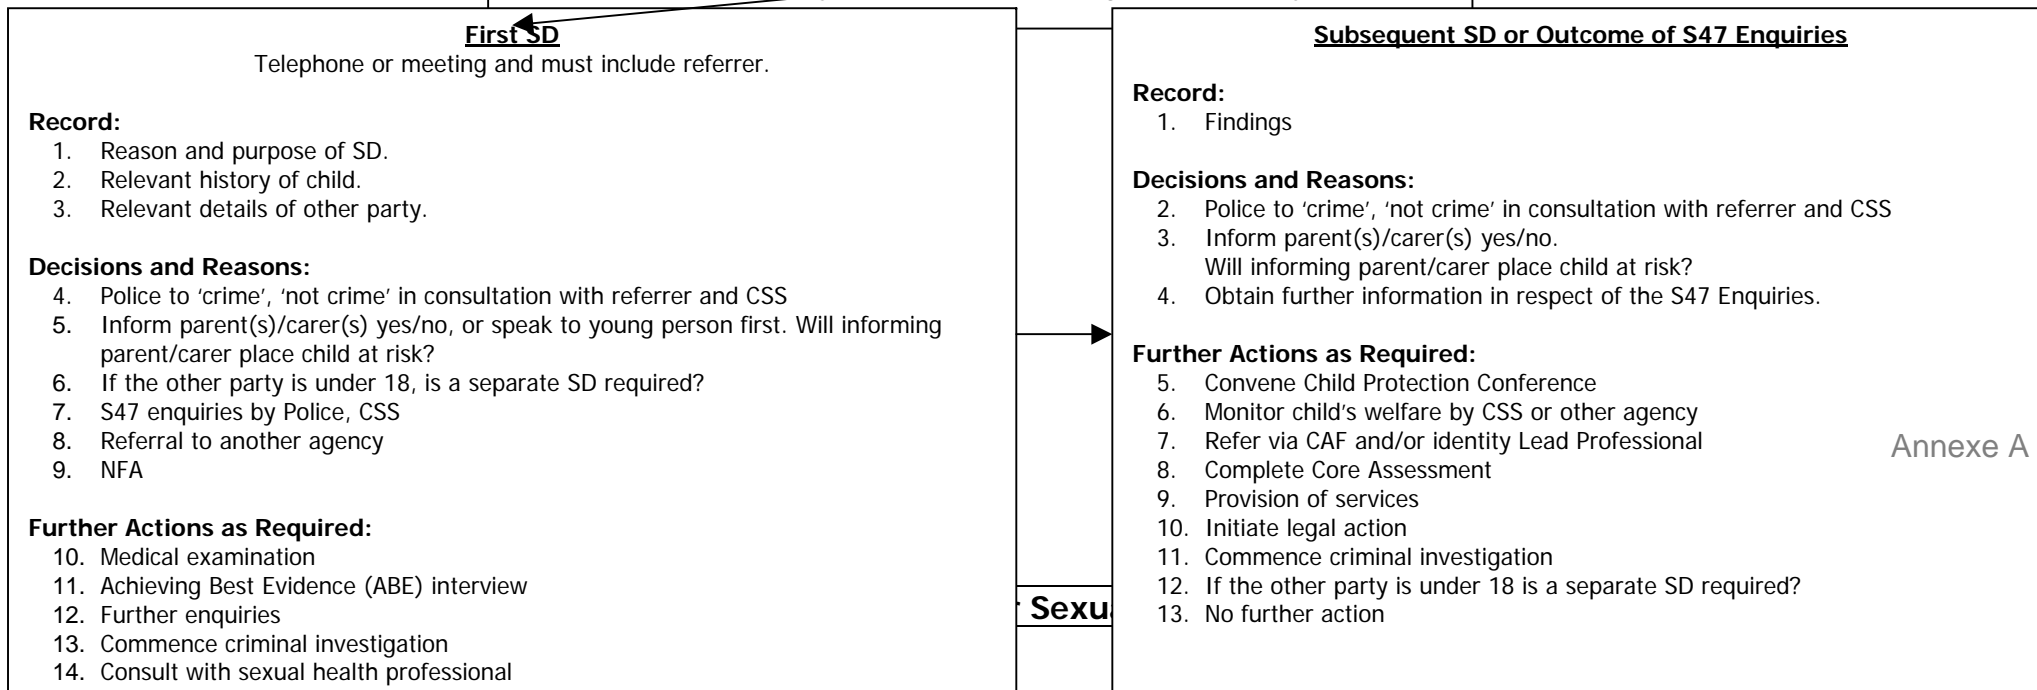 First SD
Telephone or meeting and must include referrer.
Record:
1. Reason and purpose of SD.
2. Relevant history of child.
3. Relevant details of other party.
Decisions and Reasons:
4. Police to ‘crime’, ‘not crime’ in consultation with referrer and CSS
5. Inform parent(s)/carer(s) yes/no, or speak to young person first. Will informing
parent/carer place child at risk?
6. If the other party is under 18, is a separate SD required?
7. S47 enquiries by Police, CSS
8. Referral to another agency
9. NFA
Further Actions as Required:
10. Medical examination
11. Achieving Best Evidence (ABE) interview
12. Further enquiries
13. Commence criminal investigation
14. Consult with sexual health professional
Subsequent SD or Outcome of S47 Enquiries
Record:
1. Findings
Decisions and Reasons:
2. Police to ‘crime’, ‘not crime’ in consultation with referrer and CSS
3. Inform parent(s)/carer(s) yes/no.
Will informing parent/carer place child at risk?
4. Obtain further information in respect of the S47 Enquiries.
Further Actions as Required:
5. Convene Child Protection Conference
6. Monitor child’s welfare by CSS or other agency
7. Refer via CAF and/or identity Lead Professional
8. Complete Core Assessment
9. Provision of services
10. Initiate legal action
11. Commence criminal investigation
12. If the other party is under 18 is a separate SD required?
13. No further action
Annexe A